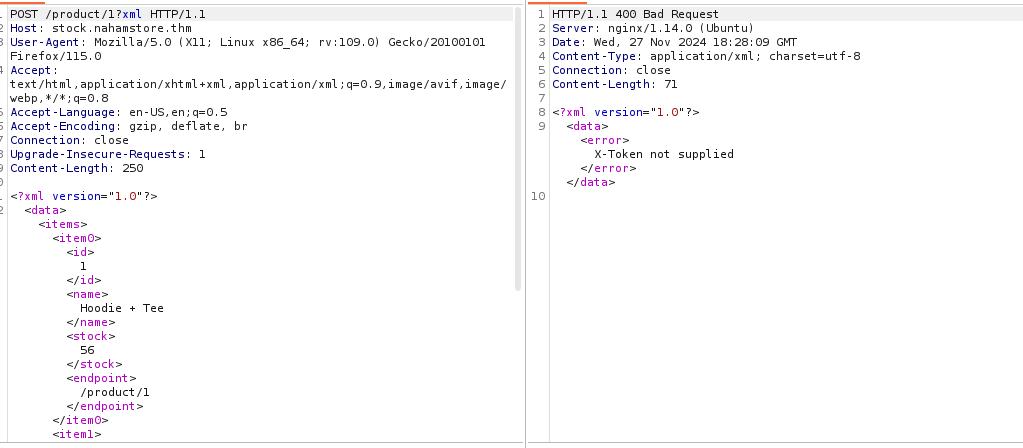 POST /product/1?xml HTTP/1.1
Host: stock.nahamstore.thm
User-Agent: Mozilla/5.0 (X11; Linux x86_64; rv:109.0) Gecko/20100101
Firefox/115.0
Accept:
text/html,application/xhtml+xml,application/xml;q=0.9,image/avif,image/
webp,*/*;q=0.8
Accept-Language: en-US,en;q=0.5
Accept-Encoding: gzip, deflate, br
Connection: close
Upgrade-Insecure-Requests: 1
Content-Length: 250
<?xml version="1.0"?>
<data>
<items>
<item0>
<id>
1
</id>
<name>
Hoodie + Tee
</name>
<stock>
56
</stock>
<endpoint>
/product/1
</endpoint>
</item0>
<item1>
1 HTTP/1.1 400 Bad Request
2 Server: nginx/1.14.0 (Ubuntu)
3 Date: Wed, 27 Nov 2024 18:28:09 GMT
4 Content-Type: application/xml; charset=utf-8
5 Connection: close
6 Content-Length: 71
7
8 <?xml version="1.0"?>
9 <data>
<error>
X-Token not supplied
</error>
</data>
10